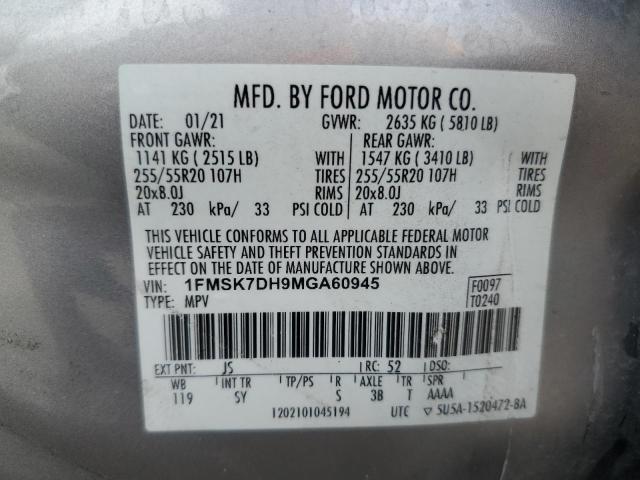 MFD. BY FORD MOTOR CO.
DATE: 01/21 GVWR: 2635 KG ( 5810 LB)
FRONT GAWR: REAR GAWR:
1141 KG ( 2515 LB) WITH 1547 KG ( 3410 LB) WITH
255/55R20 107H TIRES 255/55R20 107H TIRES
20x8.0J RIMS 20x8.0J RIMS
AT 230 kPa/ 33 PSI COLD AT 230 kPa/ 33 PSI COLD
THIS VEHICLE CONFORMS TO ALL APPLICABLE FEDERAL MOTOR
VEHICLE SAFETY AND THEFT PREVENTION STANDARDS IN
EFFECT ON THE DATE OF MANUFACTURE SHOWN ABOVE.
VIN: 1FMSK7DH9MGA60945 F0097
TYPE: MPV T0240
EXT PNT: JS RC: 52 DSO:
WB INT TR TP/PS R AXLE TR SPR
119 SY S 3B T AAAA
1202101045194 UTC ▽ 5U5A-1520472-BA